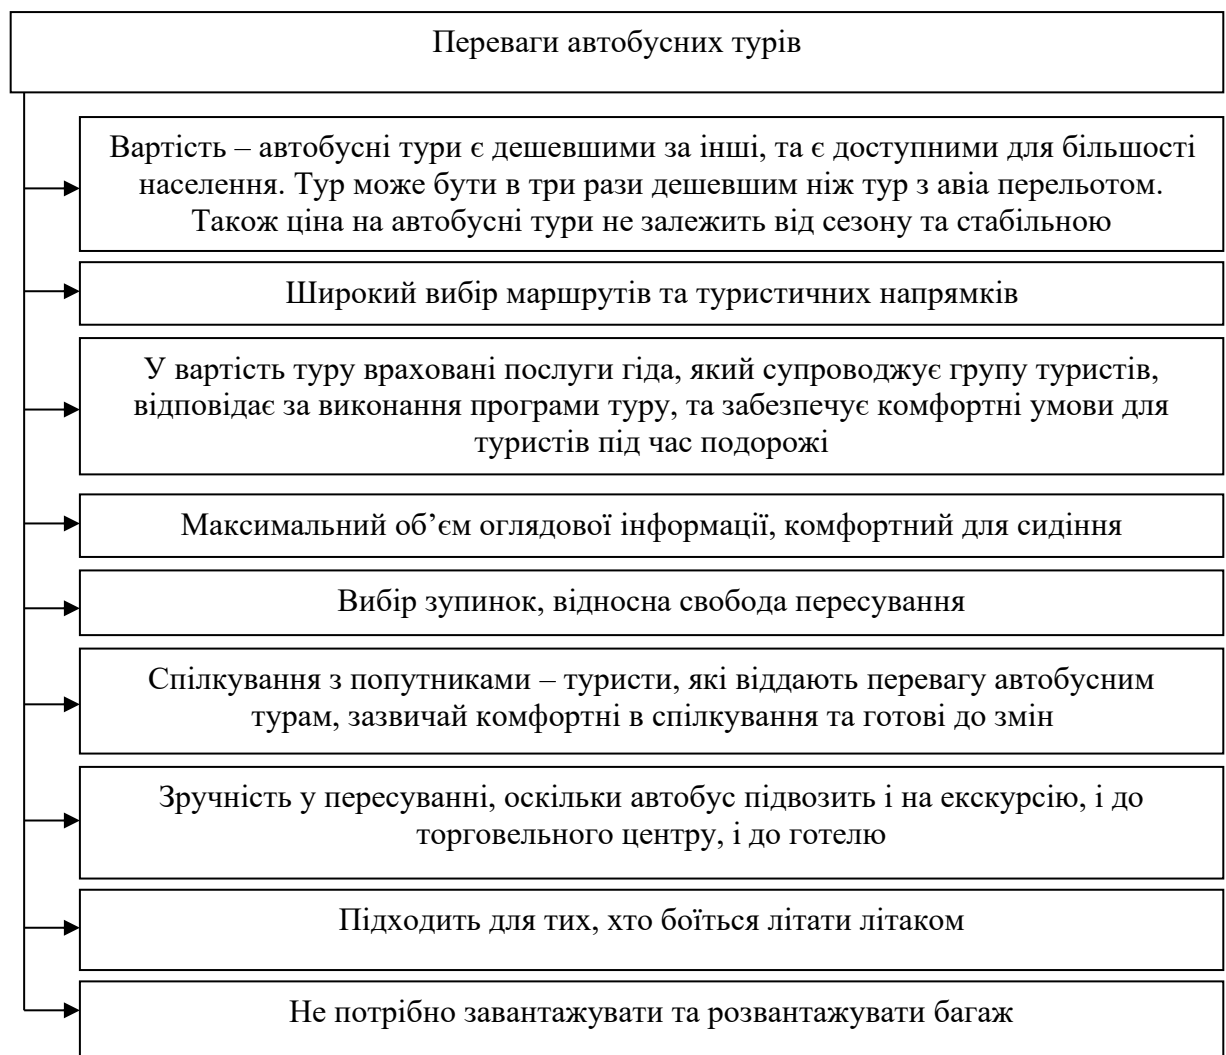 Переваги автобусних турів
Вартість – автобусні тури є дешевшими за інші, та є доступними для більшості
населення. Тур може бути в три рази дешевшим ніж тур з авіа перельотом.
Також ціна на автобусні тури не залежить від сезону та стабільною
Широкий вибір маршрутів та туристичних напрямків
У вартість туру враховані послуги гіда, який супроводжує групу туристів,
відповідає за виконання програми туру, та забезпечує комфортні умови для
туристів під час подорожі
Максимальний об’єм оглядової інформації, комфортний для сидіння
Вибір зупинок, відносна свобода пересування
Спілкування з попутниками – туристи, які віддають перевагу автобусним
турам, зазвичай комфортні в спілкування та готові до змін
Зручність у пересуванні, оскільки автобус підвозить і на екскурсію, і до
торговельного центру, і до готелю
Підходить для тих, хто боїться літати літаком
Не потрібно завантажувати та розвантажувати багаж